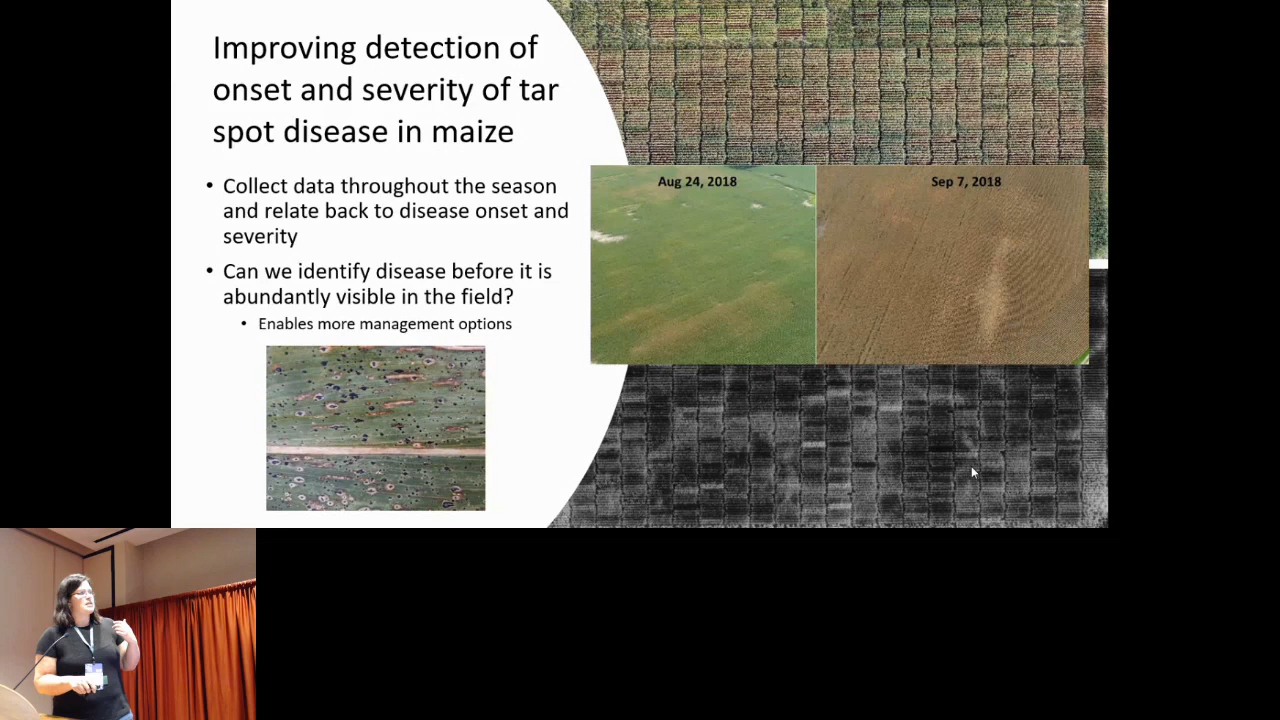 Improving detection of
onset and severity of tar
spot disease in maize
• Collect data throughout the season
and relate back to disease onset and
severity
• Can we identify disease before it is
abundantly visible in the field?
• Enables more management options
Aug 24, 2018
Sep 7, 2018